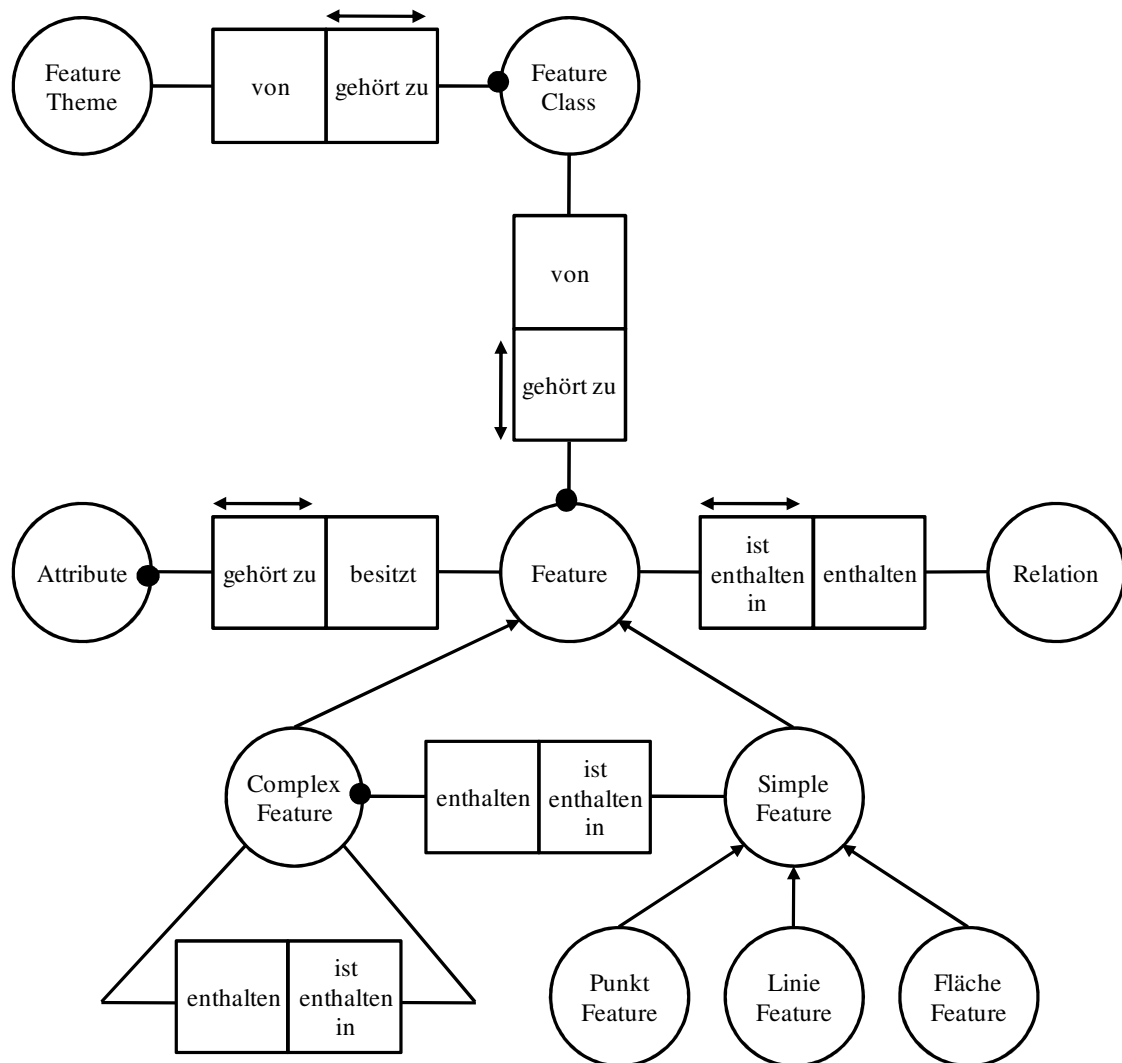 Feature
Theme
von
gehört zu
Feature
Class
von
gehört zu
Attribute
gehört zu
besitzt
Feature
ist
enthalten
in
enthalten
Relation
Complex
Feature
enthalten
ist
enthalten
in
Simple
Feature
enthalten
ist
enthalten
in
Punkt
Feature
Linie
Feature
Fläche
Feature